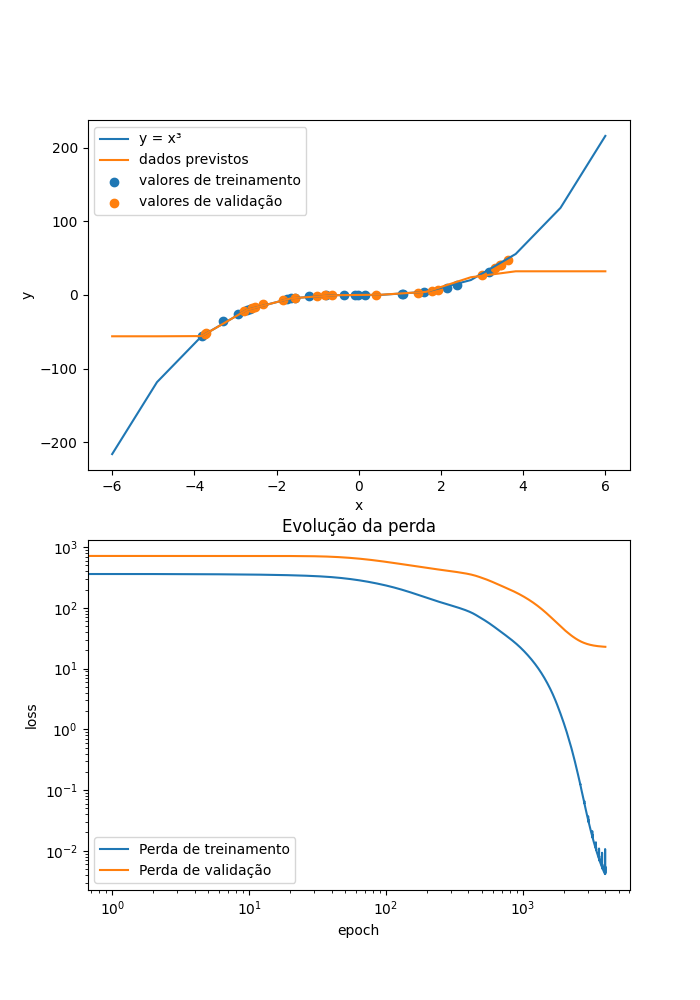 y = x³
dados previstos
valores de treinamento
valores de validação
200
100
0
−100
−200
y
−6
−4
−2
0
2
4
6
x
Evolução da perda
10³
10²
10¹
10⁰
10⁻¹
10⁻²
loss
Perda de treinamento
Perda de validação
10⁰
10¹
10²
10³
epoch